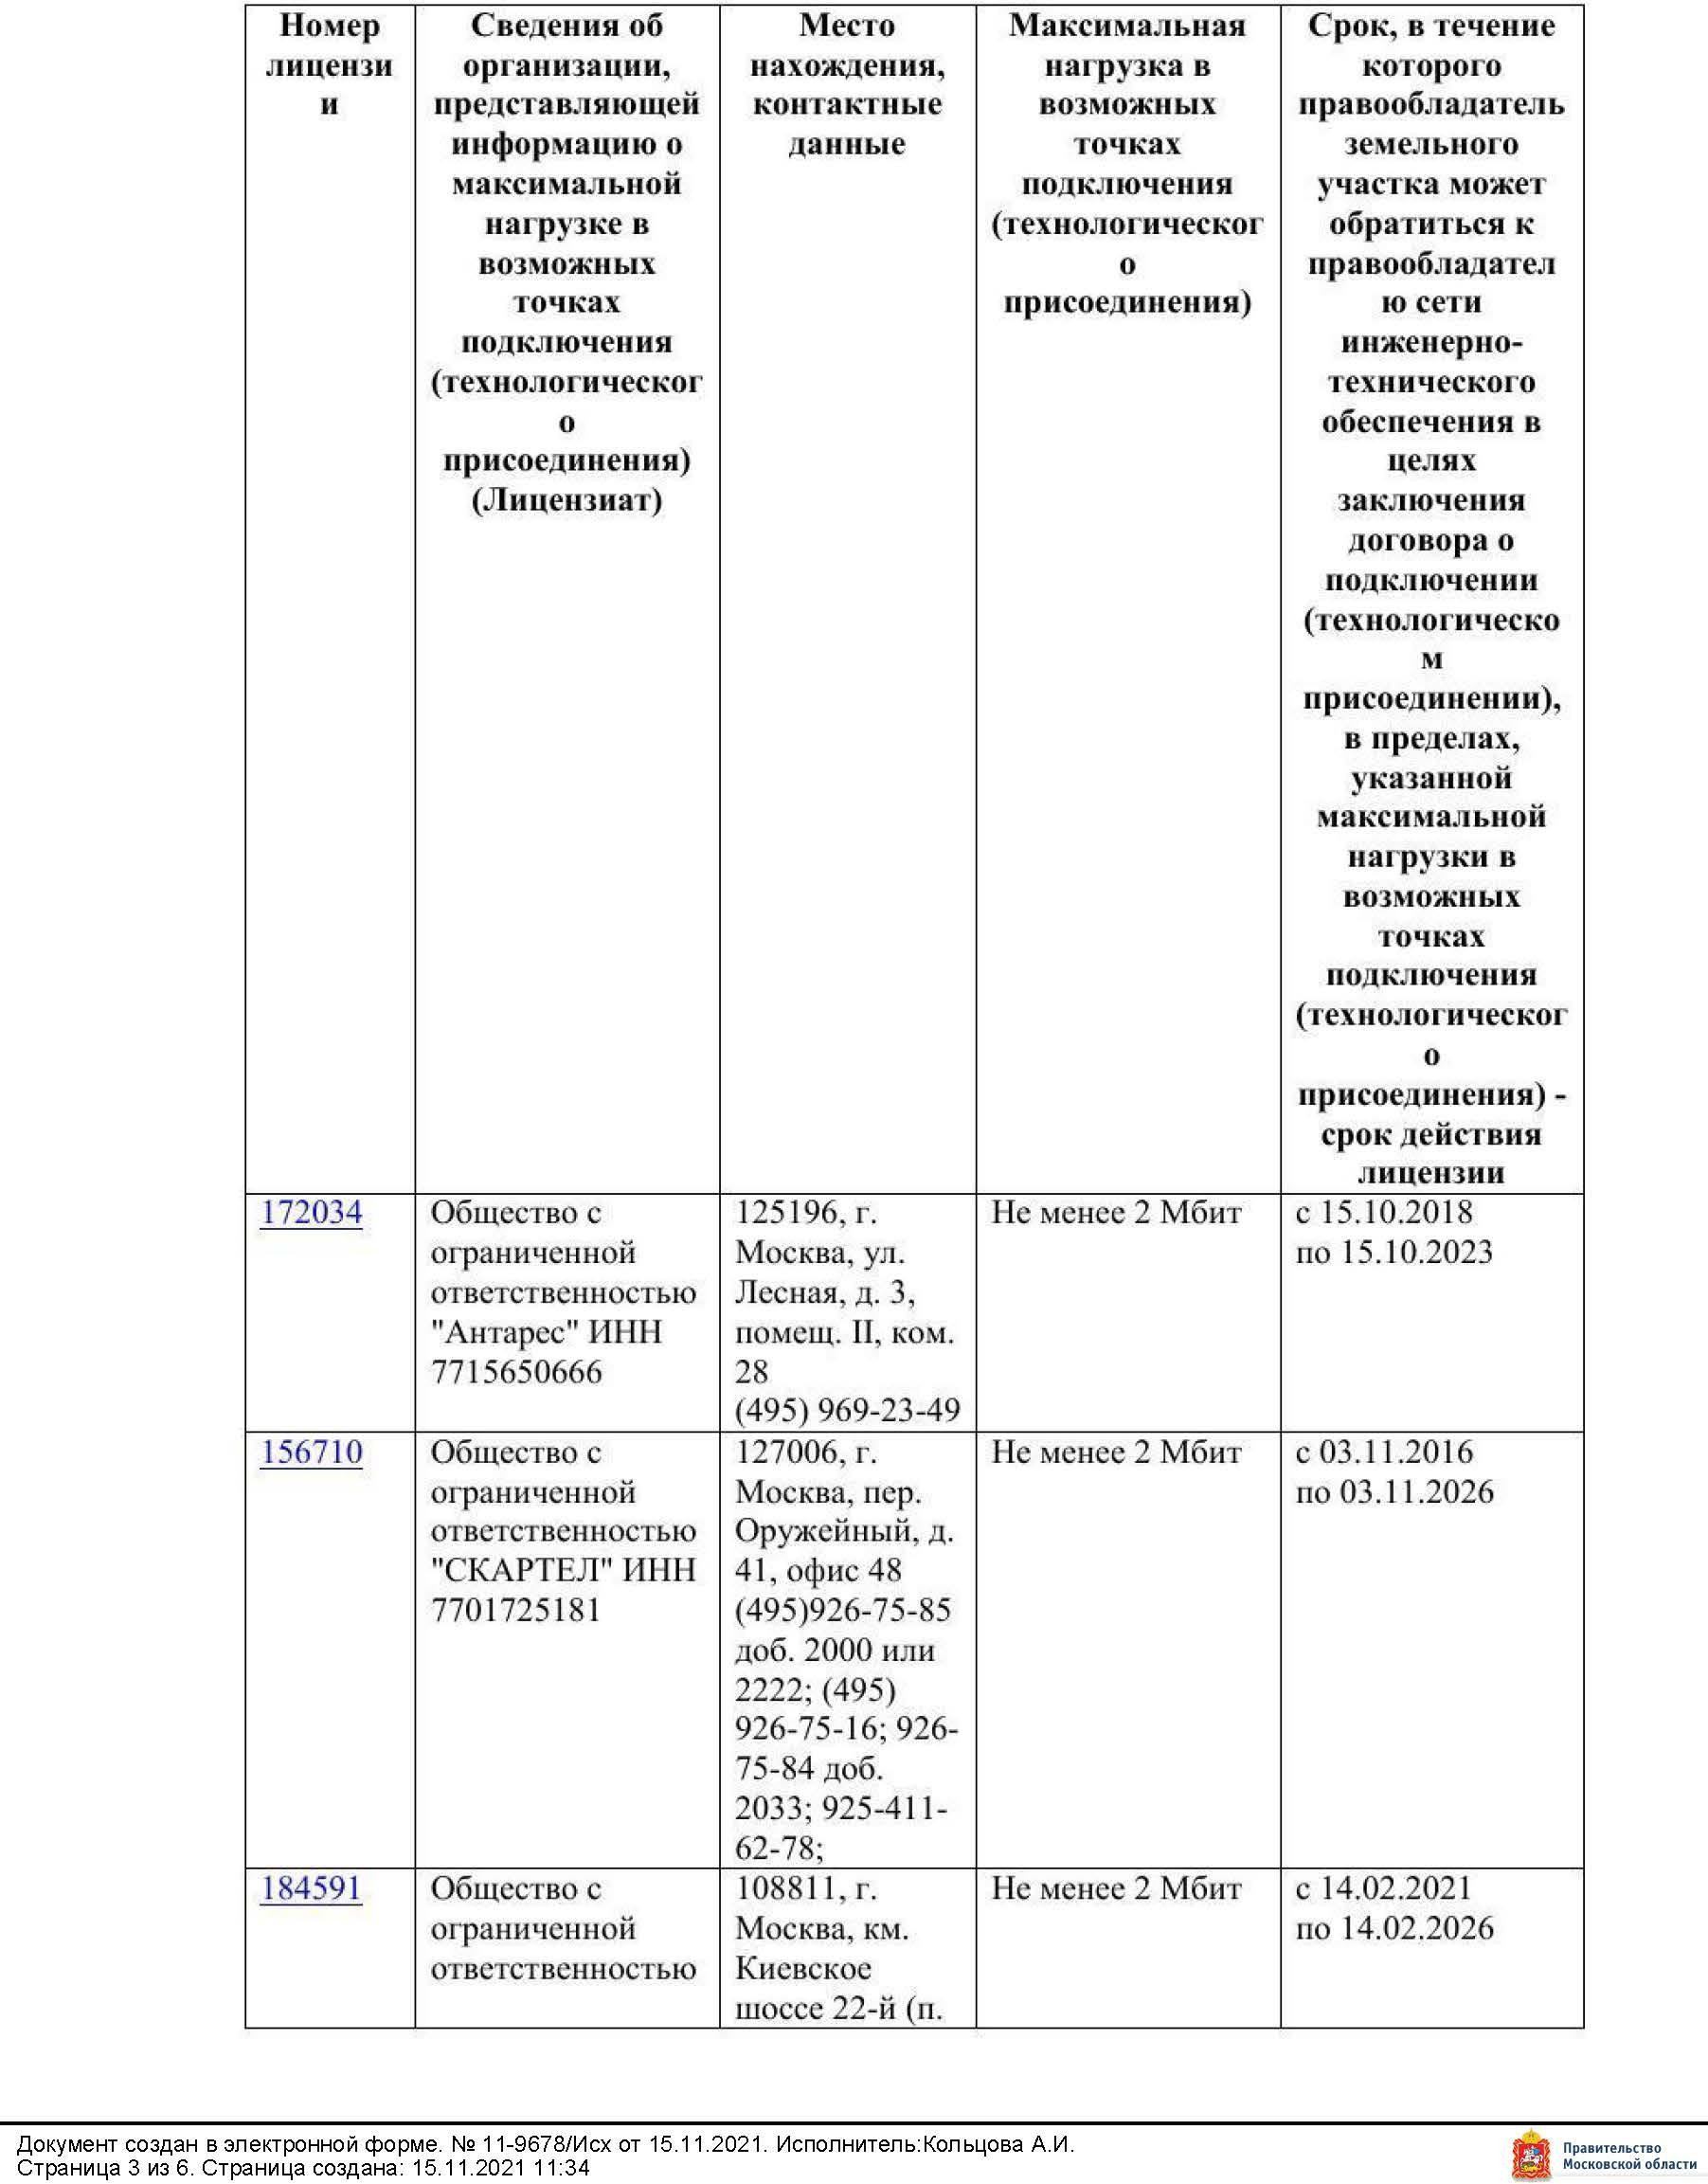 Номер
лицензи
и
Сведения об
организации,
представляющей
информацию о
максимальной
нагрузке в
возможных
точках
подключения
(технологическог
о
присоединения)
(Лицензиат)
Место
нахождения,
контактные
данные
Максимальная
нагрузка в
возможных
точках
подключения
(технологическог
о
присоединения)
Срок, в течение
которого
правообладатель
земельного
участка может
обратиться к
правообладател
ю сети
инженерно-
технического
обеспечения в
целях
заключения
договора о
подключении
(технологическо
м
присоединении),
в пределах,
указанной
максимальной
нагрузки в
возможных
точках
подключения
(технологическог
о
присоединения) -
срок действия
лицензии
172034
Общество с
ограниченной
ответственностью
"Антарес" ИНН
7715650666
125196, г.
Москва, ул.
Лесная, д. 3,
помещ. II, ком.
28
(495) 969-23-49
Не менее 2 Мбит
с 15.10.2018
по 15.10.2023
156710
Общество с
ограниченной
ответственностью
"СКАРТЕЛ" ИНН
7701725181
127006, г.
Москва, пер.
Оружейный, д.
41, офис 48
(495)926-75-85
доб. 2000 или
2222; (495)
926-75-16; 926-
75-84 доб.
2033; 925-411-
62-78;
Не менее 2 Мбит
с 03.11.2016
по 03.11.2026
184591
Общество с
ограниченной
ответственностью
108811, г.
Москва, км.
Киевское
шоссе 22-й (п.
Не менее 2 Мбит
с 14.02.2021
по 14.02.2026
Документ создан в электронной форме. № 11-9678/Исх от 15.11.2021. Исполнитель:Кольцова А.И.
Страница 3 из 6. Страница создана: 15.11.2021 11:34
Правительство
Московской области